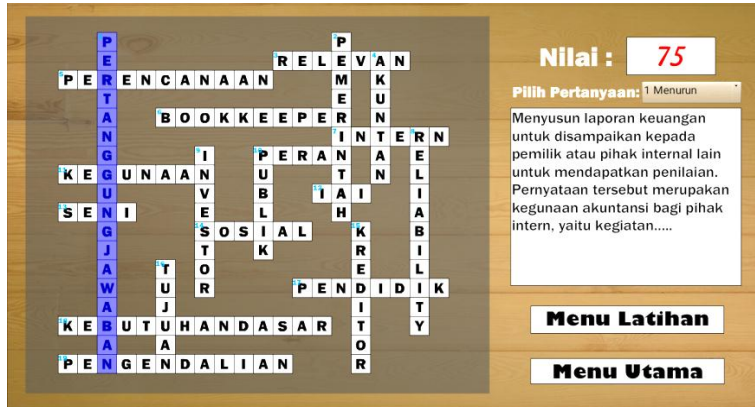 PERTANGGUNGJAWABAN
PEMERINTAH
RELEVAN
AKUNTAN
PERENCANAAN
BOOKKEEPER
INTERN
RELIABILITY
INVESTOR
PERAN
PUBLIK
KEGUNAAN
IAI
SENI
SOSIAL
KREDITOR
TUJUAN
PENDIDIK
KEBUTUHANDASAR
PENGENDALIAN
Nilai : 75
Pilih Pertanyaan: 1 Menurun
Menyusun laporan keuangan
untuk disampaikan kepada
pemilik atau pihak internal lain
untuk mendapatkan penilaian.
Pernyataan tersebut merupakan
kegunaan akuntansi bagi pihak
intern, yaitu kegiatan.....
Menu Latihan
Menu Utama